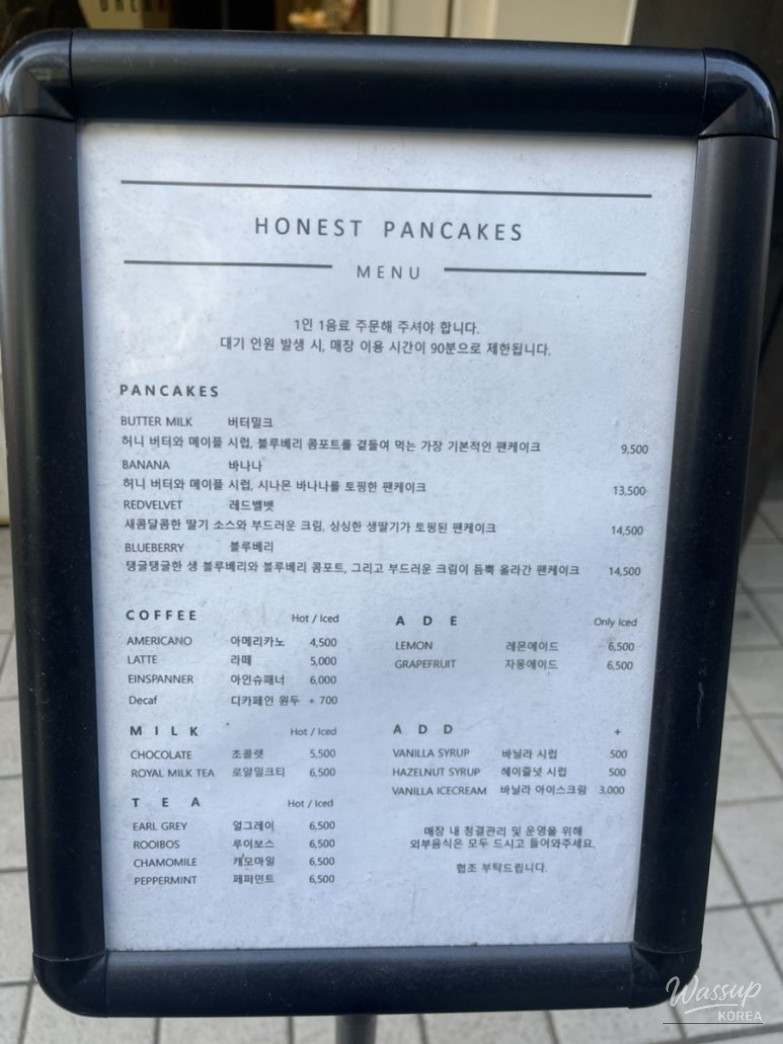 HONEST PANCAKES
MENU
1인 1음료 주문해 주셔야 합니다.
대기 인원 발생 시, 매장 이용 시간이 90분으로 제한됩니다.
PANCAKES
BUTTER MILK 버터밀크
허니 버터와 메이플 시럽, 블루베리 콤포트를 곁들여 먹는 가장 기본적인 팬케이크 9,500
BANANA 바나나
허니 버터와 메이플 시럽, 시나몬 바나나를 토핑한 팬케이크 13,500
REDVELVET 레드벨벳
새콤달콤한 딸기 소스와 부드러운 크림, 싱싱한 생딸기가 토핑된 팬케이크 14,500
BLUEBERRY 블루베리
탱글탱글한 생 블루베리와 블루베리 콤포트, 그리고 부드러운 크림이 듬뿍 올라간 팬케이크 14,500
COFFEE Hot / Iced
AMERICANO 아메리카노 4,500
LATTE 라떼 5,000
EINSPANNER 아인슈패너 6,000
Decaf 디카페인 원두 + 700
MILK Hot / Iced
CHOCOLATE 초콜렛 5,500
ROYAL MILK TEA 로얄밀크티 6,500
TEA Hot / Iced
EARL GREY 얼그레이 6,500
ROOIBOS 루이보스 6,500
CHAMOMILE 캐모마일 6,500
PEPPERMINT 페퍼민트 6,500
ADE Only Iced
LEMON 레몬에이드 6,500
GRAPEFRUIT 자몽에이드 6,500
ADD +
VANILLA SYRUP 바닐라 시럽 500
HAZELNUT SYRUP 헤이즐넛 시럽 500
VANILLA ICECREAM 바닐라 아이스크림 3,000
매장 내 청결관리 및 운영을 위해
외부음식은 모두 드시고 들어와주세요.
협조 부탁드립니다.
Wassup
KOREA